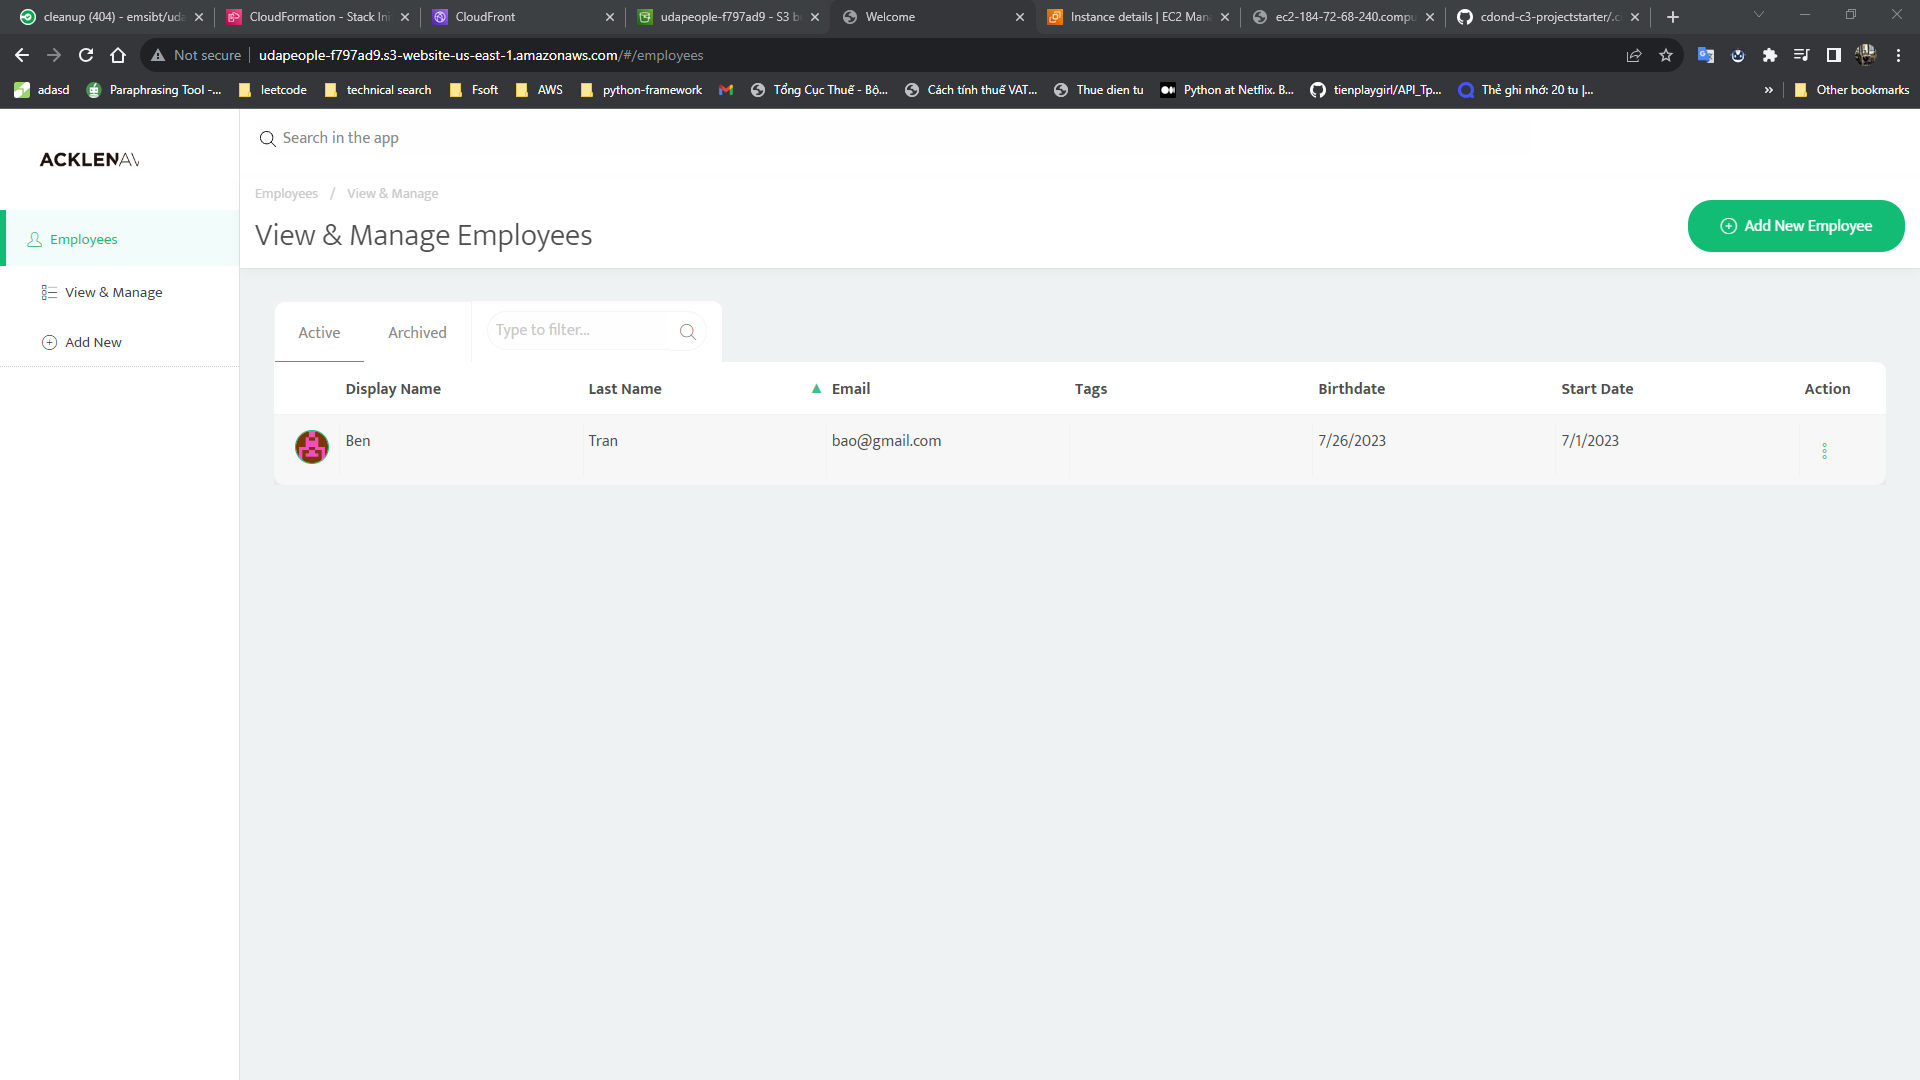 cleanup (404) - emsibt/uda
CloudFormation - Stack Ini
CloudFront
udapeople-f797ad9 - S3 b
Welcome
Instance details | EC2 Man
ec2-184-72-68-240.compu
cdond-c3-projectstarter/.c
Not secure
udapeople-f797ad9.s3-website-us-east-1.amazonaws.com/#/employees
adasd
Paraphrasing Tool -...
leetcode
technical search
Fsoft
AWS
python-framework
Tổng Cục Thuế - Bộ...
Cách tính thuế VAT...
Thue dien tu
Python at Netflix. B...
tienplaygirl/API_Tp...
Thẻ ghi nhớ: 20 tu |...
»
Other bookmarks
ACKLENAV
Search in the app
Employees / View & Manage
View & Manage Employees
Add New Employee
Employees
View & Manage
Add New
Active
Archived
Type to filter...
Display Name Last Name ▲ Email Tags Birthdate Start Date Action
Ben Tran bao@gmail.com 7/26/2023 7/1/2023